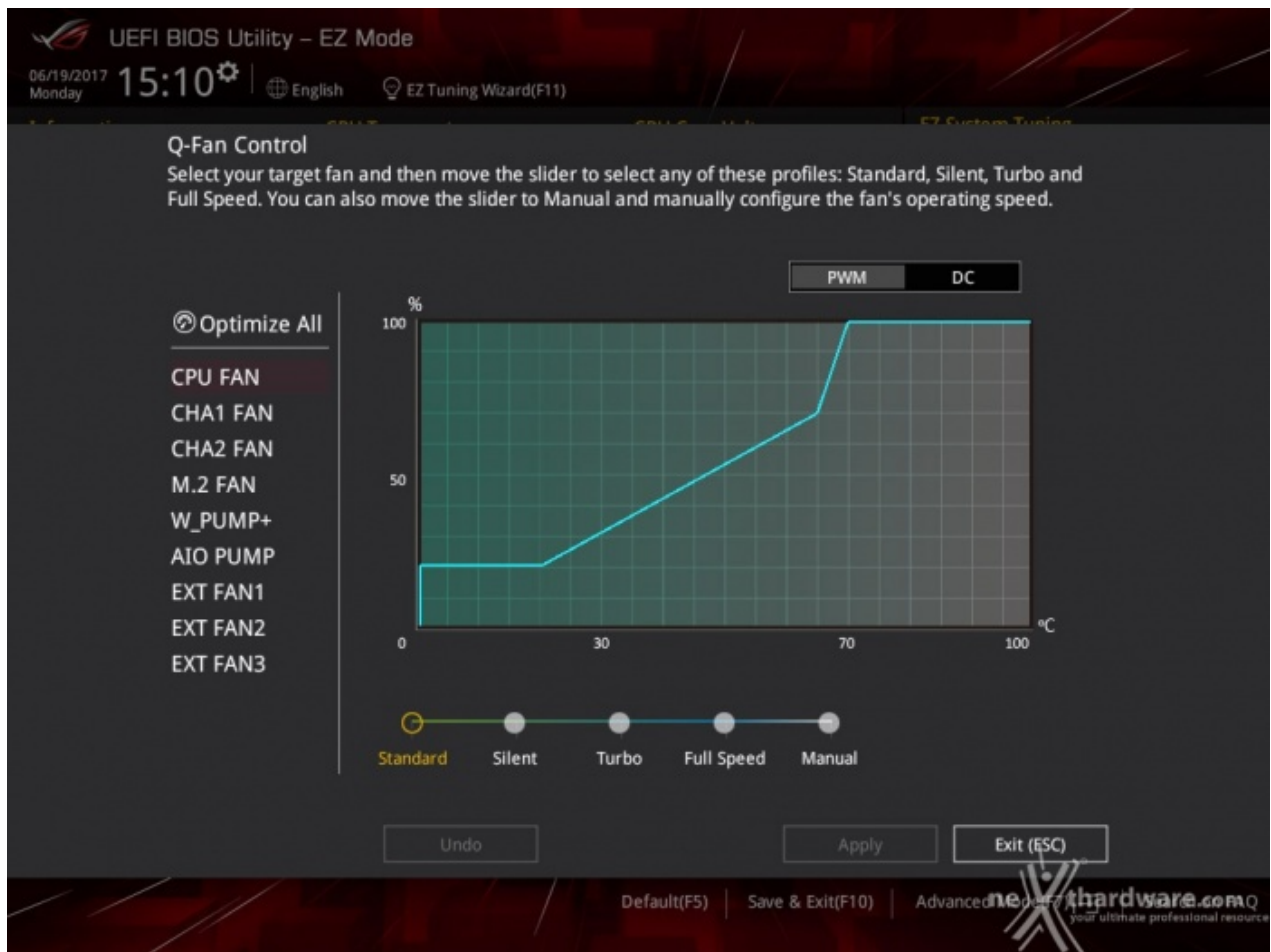 UEFI BIOS Utility – EZ Mode
06/19/2017
Monday
15:10
English
EZ Tuning Wizard(F11)
EZ System Tuning
Q-Fan Control
Select your target fan and then move the slider to select any of these profiles: Standard, Silent, Turbo and
Full Speed. You can also move the slider to Manual and manually configure the fan's operating speed.
PWM DC
Optimize All
CPU FAN
CHA1 FAN
CHA2 FAN
M.2 FAN
W_PUMP+
AIO PUMP
EXT FAN1
EXT FAN2
EXT FAN3
%
100
50
0 30 70 100 °C
Standard Silent Turbo Full Speed Manual
Undo Apply Exit (ESC)
Default(F5) Save & Exit(F10) Advanced
nexthardware.com
your ultimate professional resource